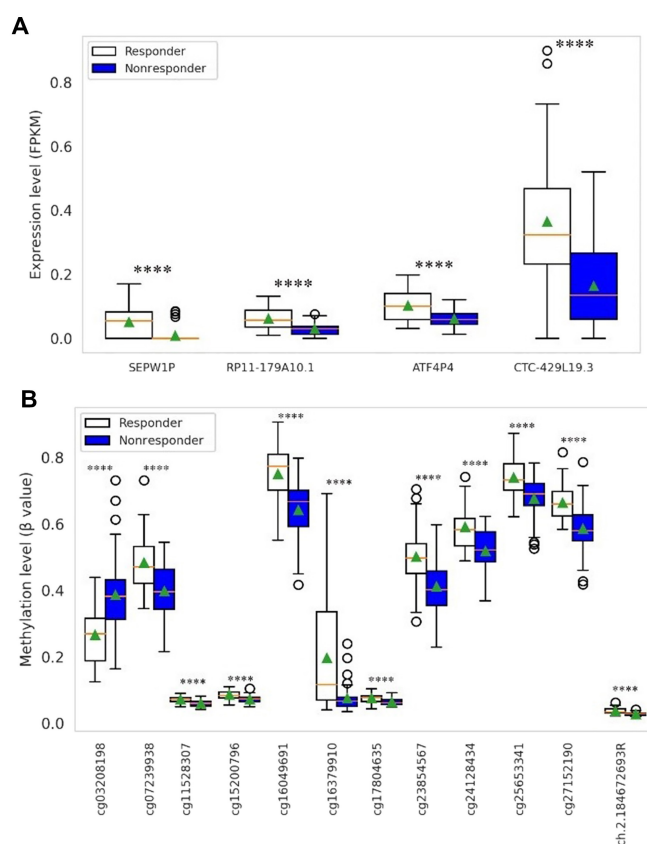 A
Responder
Nonresponder
Expression level (FPKM)
0.8
0.6
0.4
0.2
0.0
****
****
****
****
SEPW1P
RP11-179A10.1
ATF4P4
CTC-429L19.3
B
Responder
Nonresponder
Methylation level (β value)
0.8
0.6
0.4
0.2
0.0
****
****
****
****
****
****
****
****
****
****
****
****
cg03208198
cg07239938
cg11528307
cg15200796
cg16049691
cg16379910
cg17804635
cg23854567
cg24128434
cg25653341
cg27152190
ch.2.184672693R